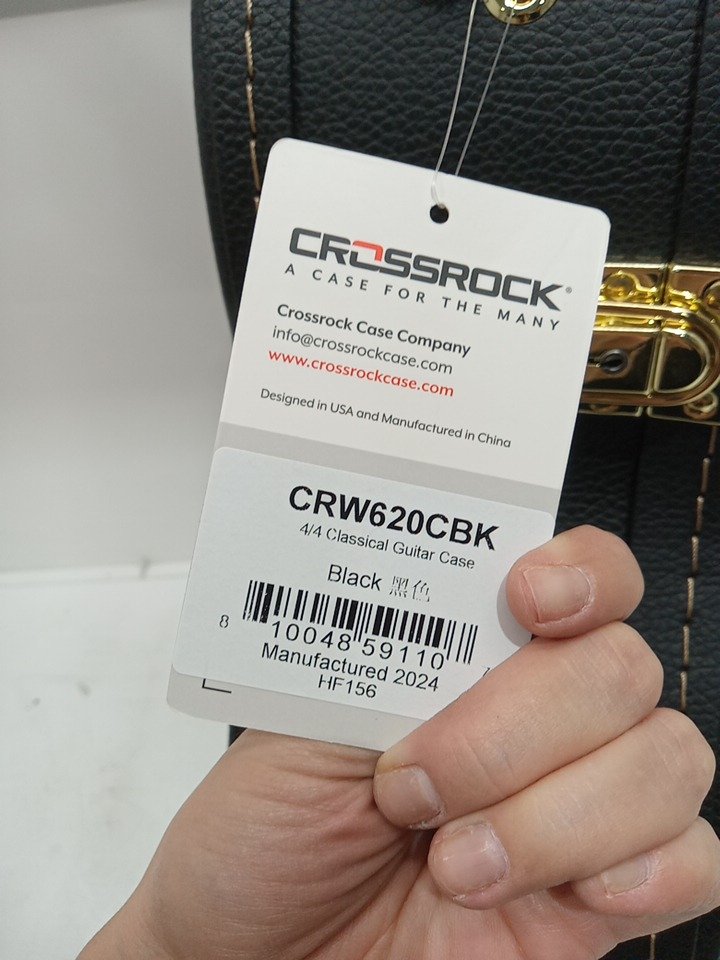 CROSSROCK®
A CASE FOR THE MANY
Crossrock Case Company
info@crossrockcase.com
www.crossrockcase.com
Designed in USA and Manufactured in China
CRW620CBK
4/4 Classical Guitar Case
Black 黑色
8 10048 59110
Manufactured 2024
HF156